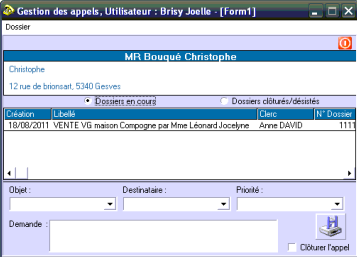 Gestion des appels, Utilisateur : Brisy Joelle - [Form1]
Dossier
MR Bouqué Christophe
Christophe
12 rue de brionsart, 5340 Gesves
Dossiers en cours Dossiers clôturés/désistés
Création Libellé Clerc N° Dossier
18/08/2011 VENTE VG maison Compogne par Mme Léonard Jocelyne Anne DAVID 1111
Objet : Destinataire : Priorité :
Demande :
Clôturer l'appel